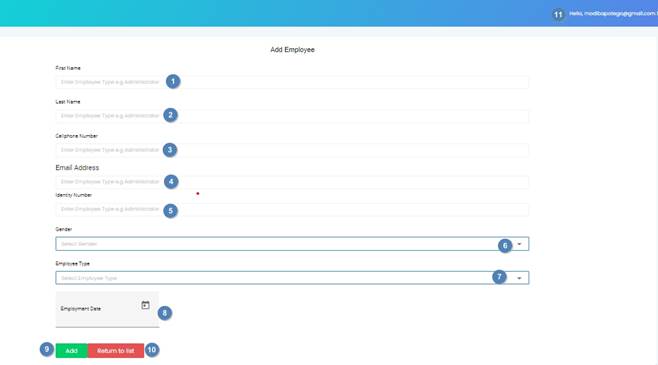 11 Hello, modibapotego@gmail.com
Add Employee
First Name
Enter Employee Type e.g Administrator 1
Last Name
Enter Employee Type e.g Administrator 2
Cellphone Number
Enter Employee Type e.g Administrator 3
Email Address
Enter Employee Type e.g Administrator 4
Identity Number
Enter Employee Type e.g Administrator 5
Gender
Select Gender 6
Employee Type
Select Employee Type 7
Employment Date 8
9 Add Return to list 10